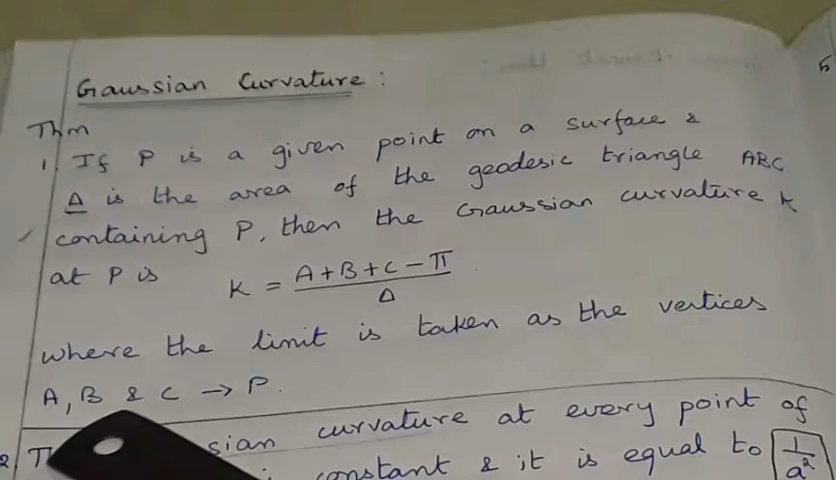 Gaussian Curvature :
Thm
1. If P is a given point on a surface &
Δ is the area of the geodesic triangle ABC
containing P, then the Gaussian curvature K
at P is K = A+B+C-π / Δ
where the limit is taken as the vertices
A, B & C → P.
2. sian curvature at every point of
constant & it is equal to 1/a²